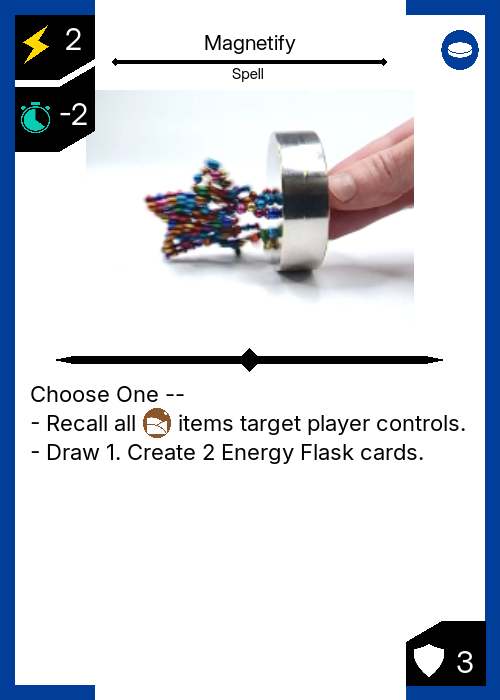 2
Magnetify
Spell
-2
Choose One --
- Recall all items target player controls.
- Draw 1. Create 2 Energy Flask cards.
3